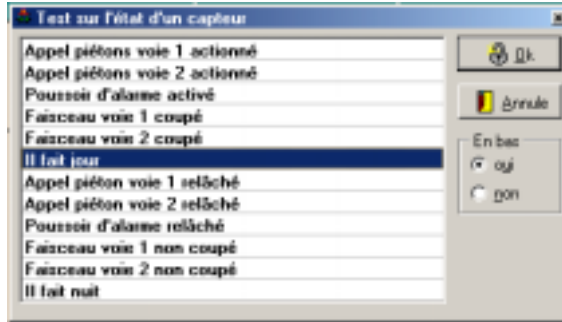 Test sur l'état d'un capteur
Appel piétons voie 1 actionné
Appel piétons voie 2 actionné
Poussoir d'alarme activé
Faisceau voie 1 coupé
Faisceau voie 2 coupé
Il fait jour
Appel piéton voie 1 relâché
Appel piéton voie 2 relâché
Poussoir d'alarme relâché
Faisceau voie 1 non coupé
Faisceau voie 2 non coupé
Il fait nuit
Ok
Annule
En bas
oui
non